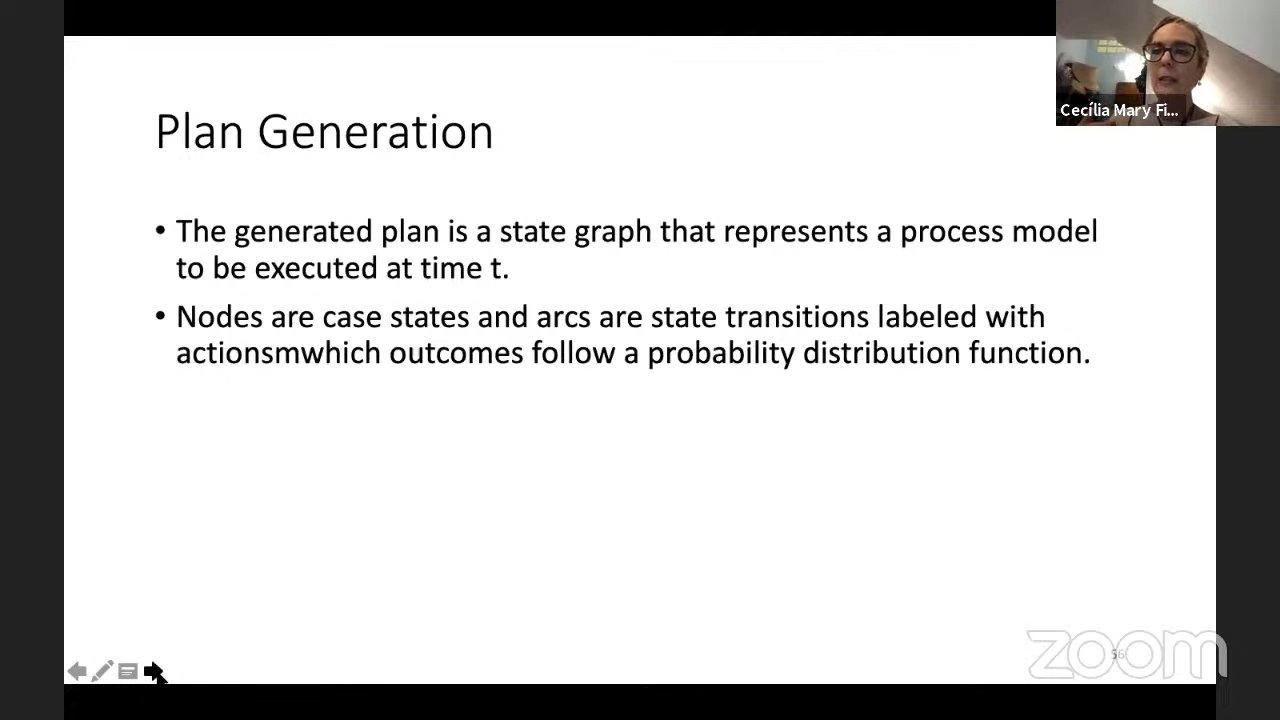 Cecília Mary Fi...
Plan Generation
• The generated plan is a state graph that represents a process model
to be executed at time t.
• Nodes are case states and arcs are state transitions labeled with
actionsmwhich outcomes follow a probability distribution function.
56
zoom